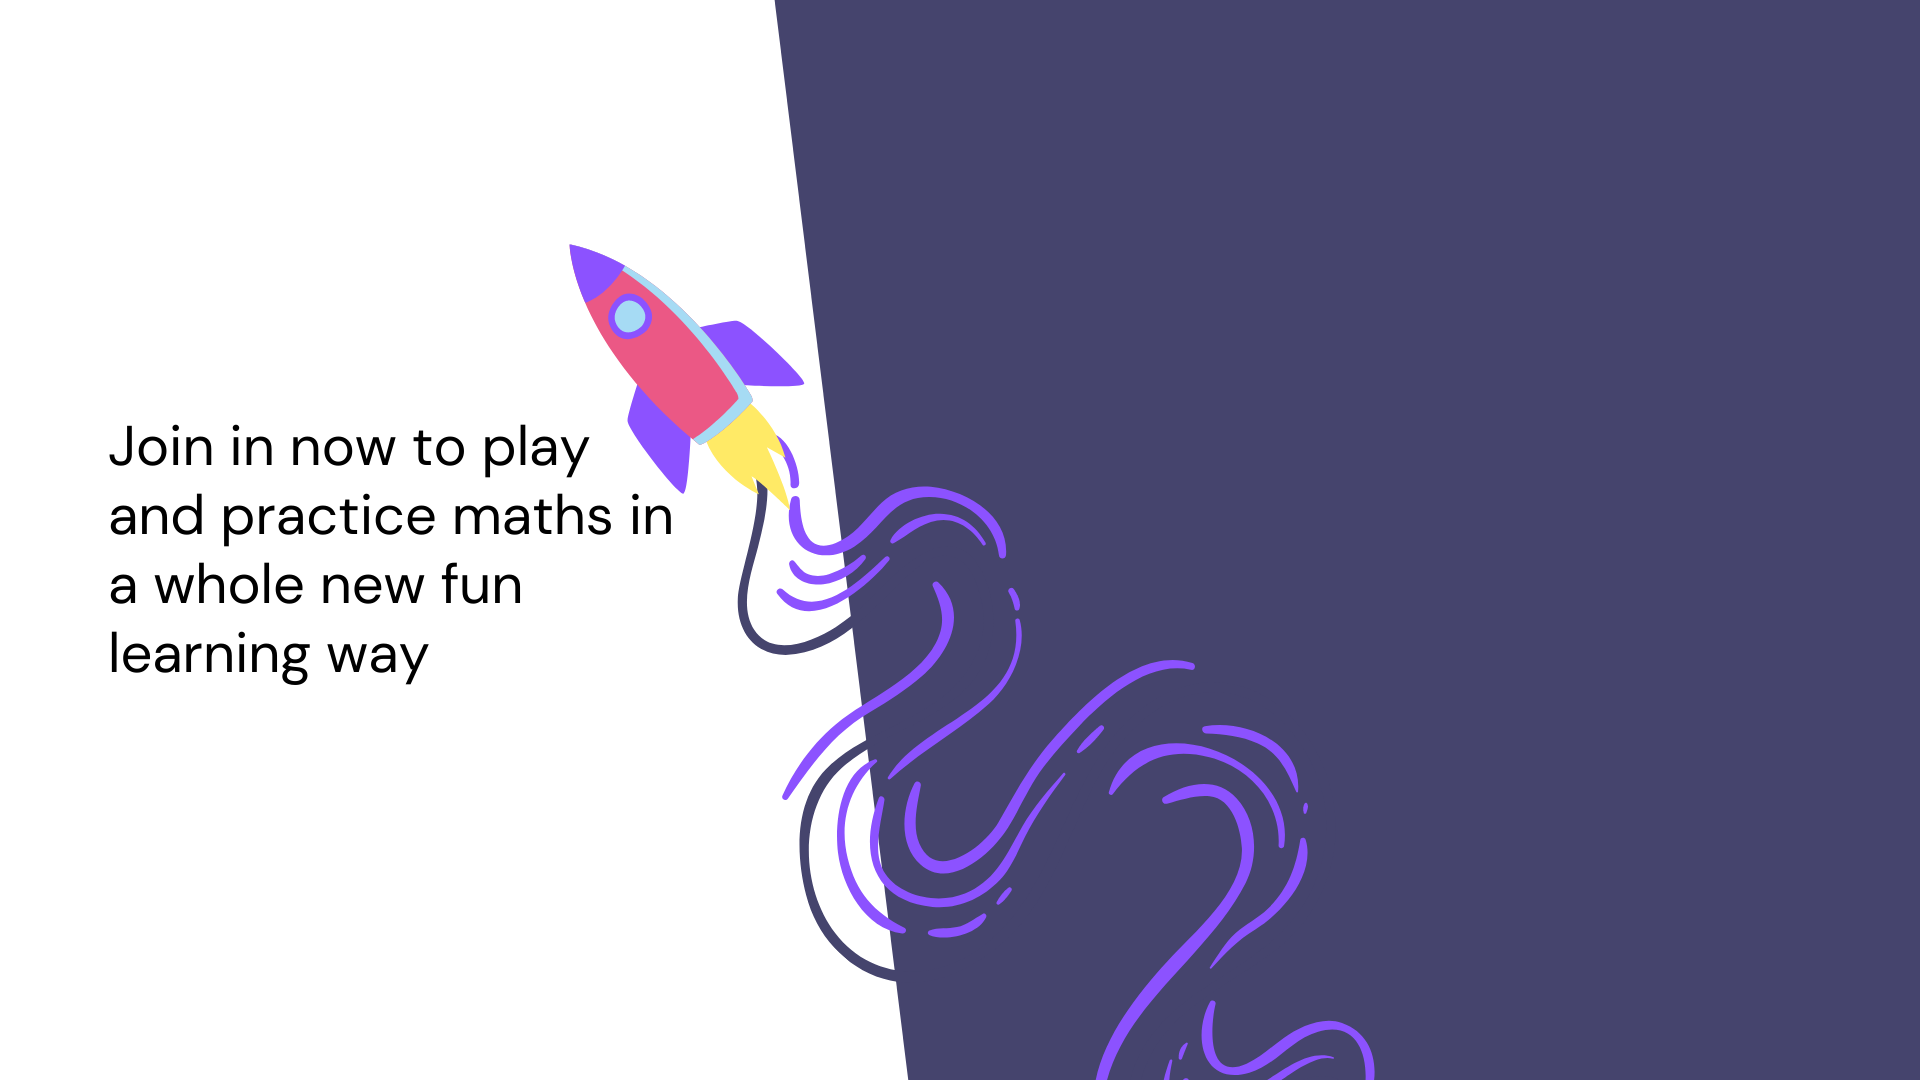 Join in now to play
and practice maths in
a whole new fun
learning way